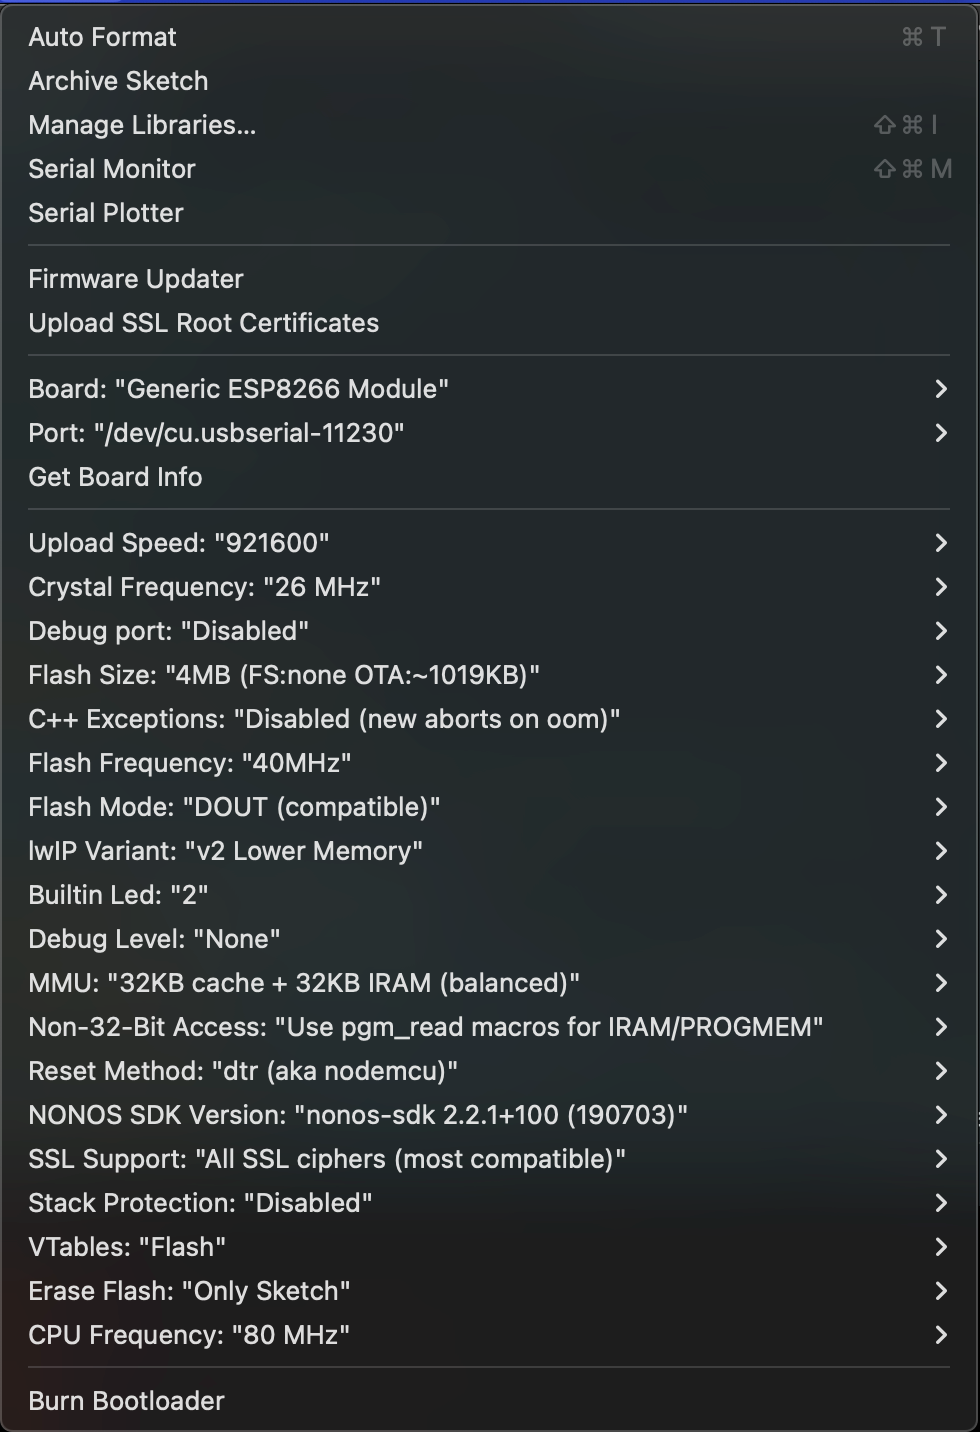 Auto Format ⌘ T
Archive Sketch
Manage Libraries... ⇧ ⌘ I
Serial Monitor ⇧ ⌘ M
Serial Plotter
Firmware Updater
Upload SSL Root Certificates
Board: "Generic ESP8266 Module"
Port: "/dev/cu.usbserial-11230"
Get Board Info
Upload Speed: "921600"
Crystal Frequency: "26 MHz"
Debug port: "Disabled"
Flash Size: "4MB (FS:none OTA:~1019KB)"
C++ Exceptions: "Disabled (new aborts on oom)"
Flash Frequency: "40MHz"
Flash Mode: "DOUT (compatible)"
lwIP Variant: "v2 Lower Memory"
Builtin Led: "2"
Debug Level: "None"
MMU: "32KB cache + 32KB IRAM (balanced)"
Non-32-Bit Access: "Use pgm_read macros for IRAM/PROGMEM"
Reset Method: "dtr (aka nodemcu)"
NONOS SDK Version: "nonos-sdk 2.2.1+100 (190703)"
SSL Support: "All SSL ciphers (most compatible)"
Stack Protection: "Disabled"
VTables: "Flash"
Erase Flash: "Only Sketch"
CPU Frequency: "80 MHz"
Burn Bootloader